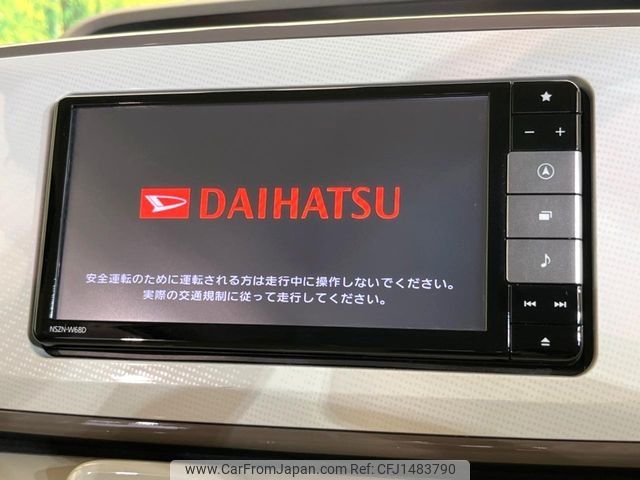 DAIHATSU
安全運転のために運転される方は走行中に操作しないでください。
実際の交通規制に従って走行してください。
NSZN-W68D
www.CarFromJapan.com CFJ1483790